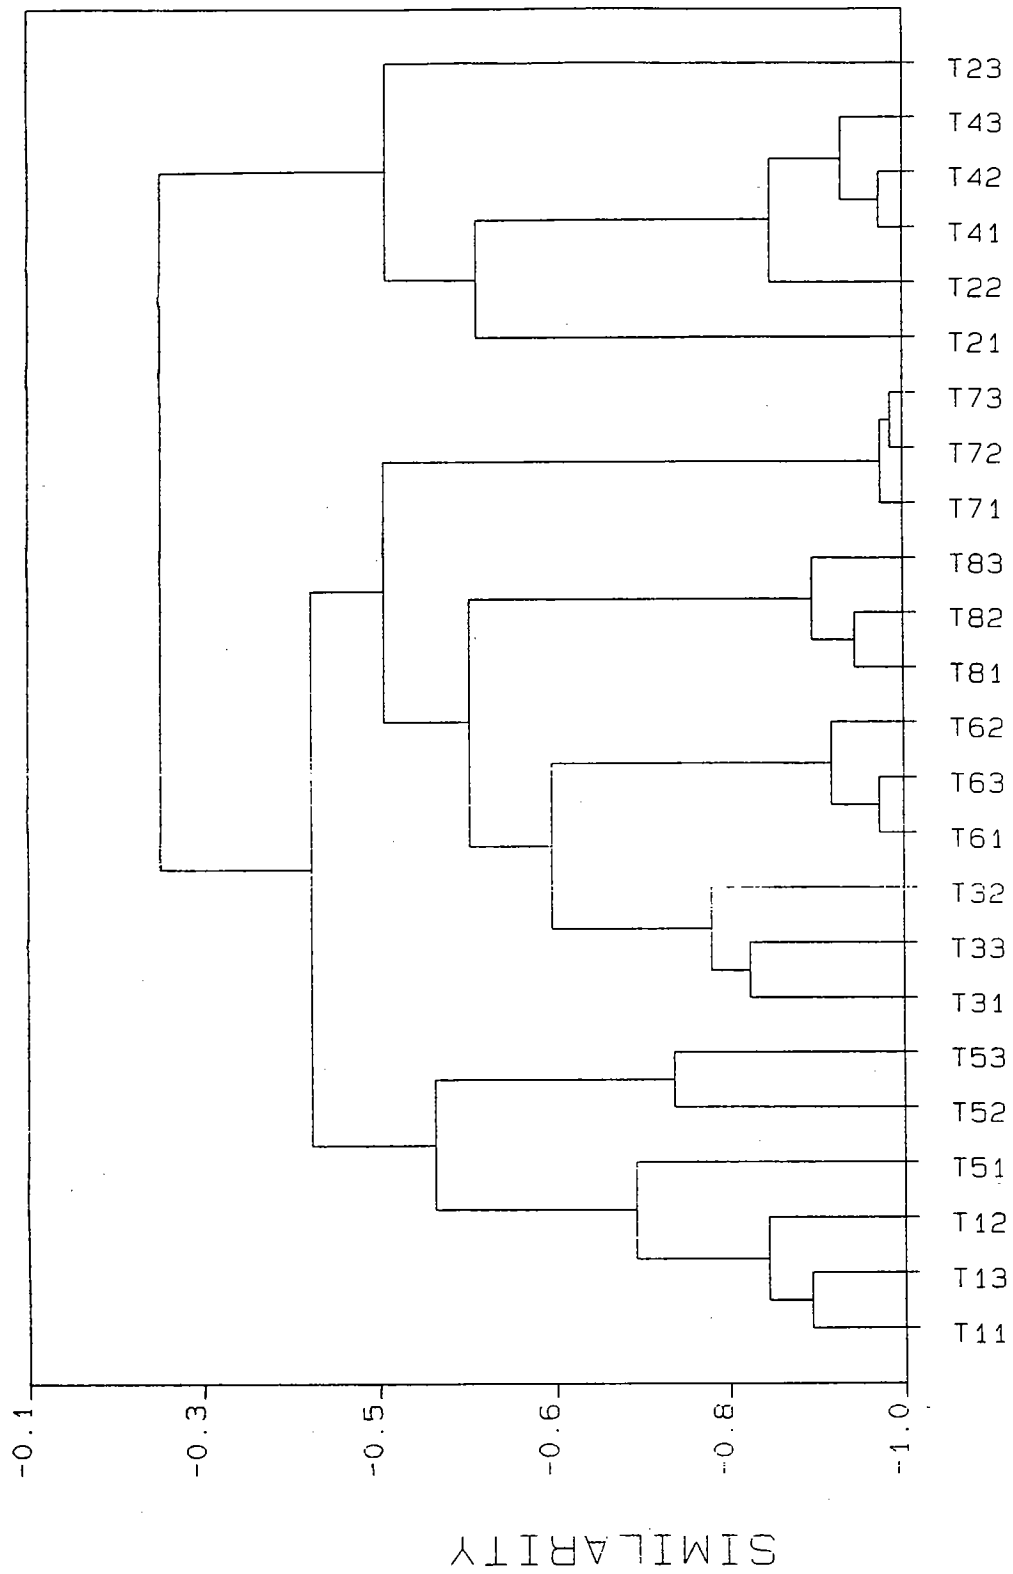 T23
T43
T42
T41
T22
T21
T73
T72
T71
T83
T82
T81
T62
T63
T61
T32
T33
T31
T53
T52
T51
T12
T13
T11
-0.1
-0.3
-0.5
-0.6
-0.8
-1.0
SIMILARITY